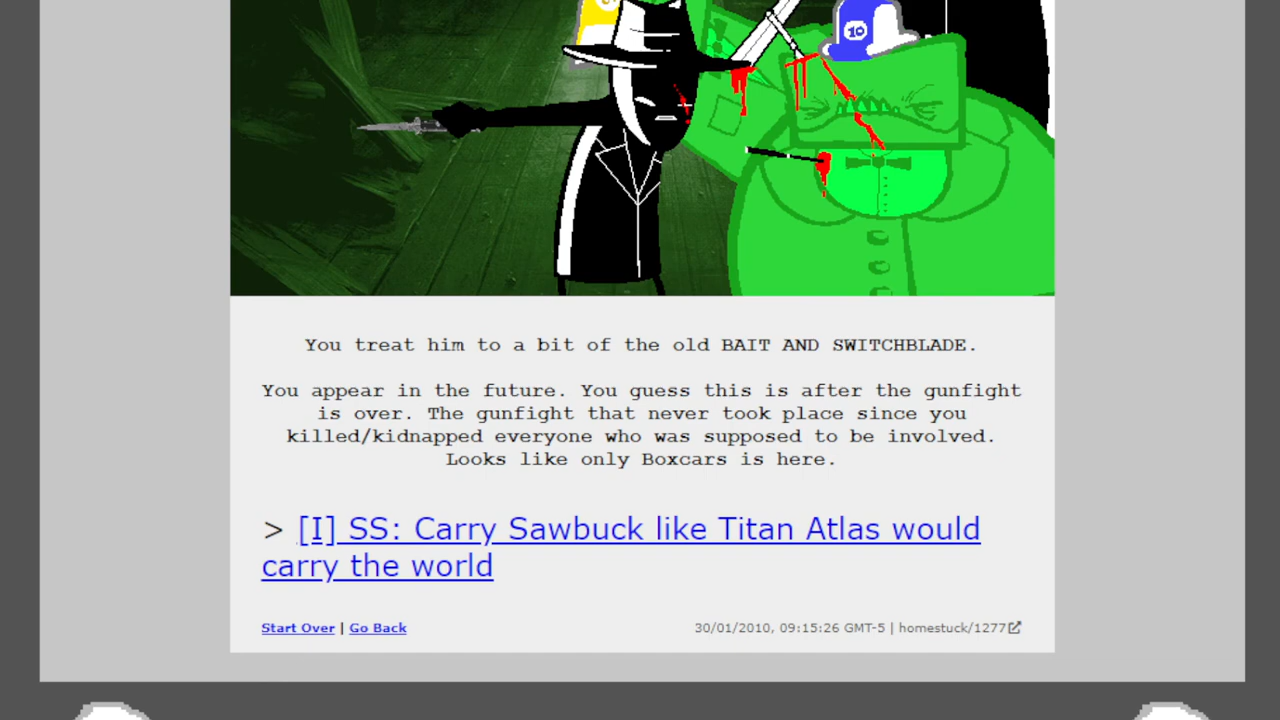 10
You treat him to a bit of the old BAIT AND SWITCHBLADE.
You appear in the future. You guess this is after the gunfight
is over. The gunfight that never took place since you
killed/kidnapped everyone who was supposed to be involved.
Looks like only Boxcars is here.
> [I] SS: Carry Sawbuck like Titan Atlas would
carry the world
Start Over | Go Back
30/01/2010, 09:15:26 GMT-5 | homestuck/1277